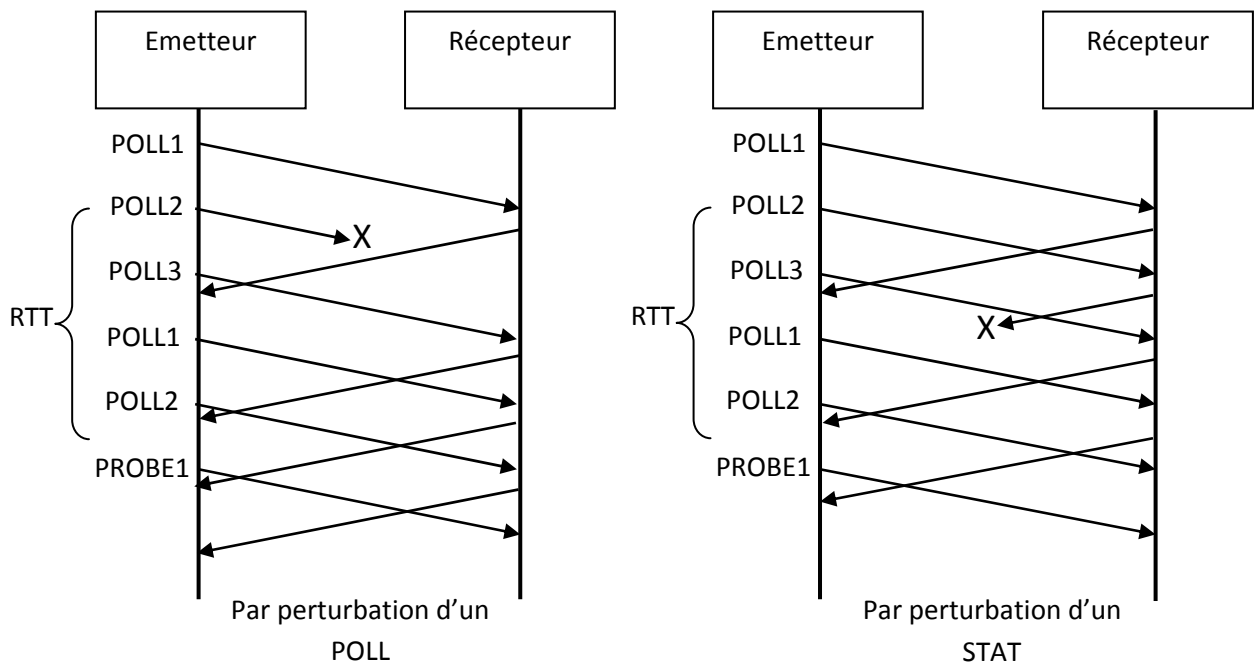 Emetteur
Récepteur
POLL1
POLL2
X
POLL3
RTT
POLL1
POLL2
PROBE1
Par perturbation d'un
POLL
Emetteur
Récepteur
POLL1
POLL2
POLL3
RTT
X
POLL1
POLL2
PROBE1
Par perturbation d'un
STAT